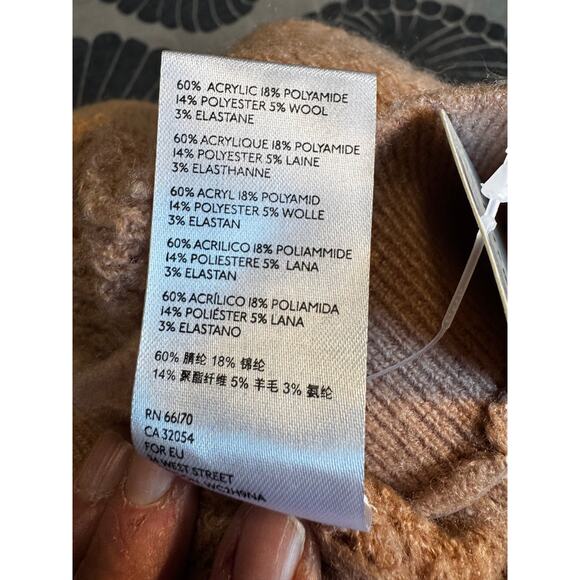 60% ACRYLIC 18% POLYAMIDE
14% POLYESTER 5% WOOL
3% ELASTANE
60% ACRYLIQUE 18% POLYAMIDE
14% POLYESTER 5% LAINE
3% ELASTHANNE
60% ACRYL 18% POLYAMID
14% POLYESTER 5% WOLLE
3% ELASTAN
60% ACRILICO 18% POLIAMMIDE
14% POLIESTERE 5% LANA
3% ELASTAN
60% ACRÍLICO 18% POLIAMIDA
14% POLIÉSTER 5% LANA
3% ELASTANO
60% 腈纶 18% 锦纶
14% 聚酯纤维 5% 羊毛 3% 氨纶
RN 66170
CA 32054
FOR EU
WEST STREET
WC2H9NA